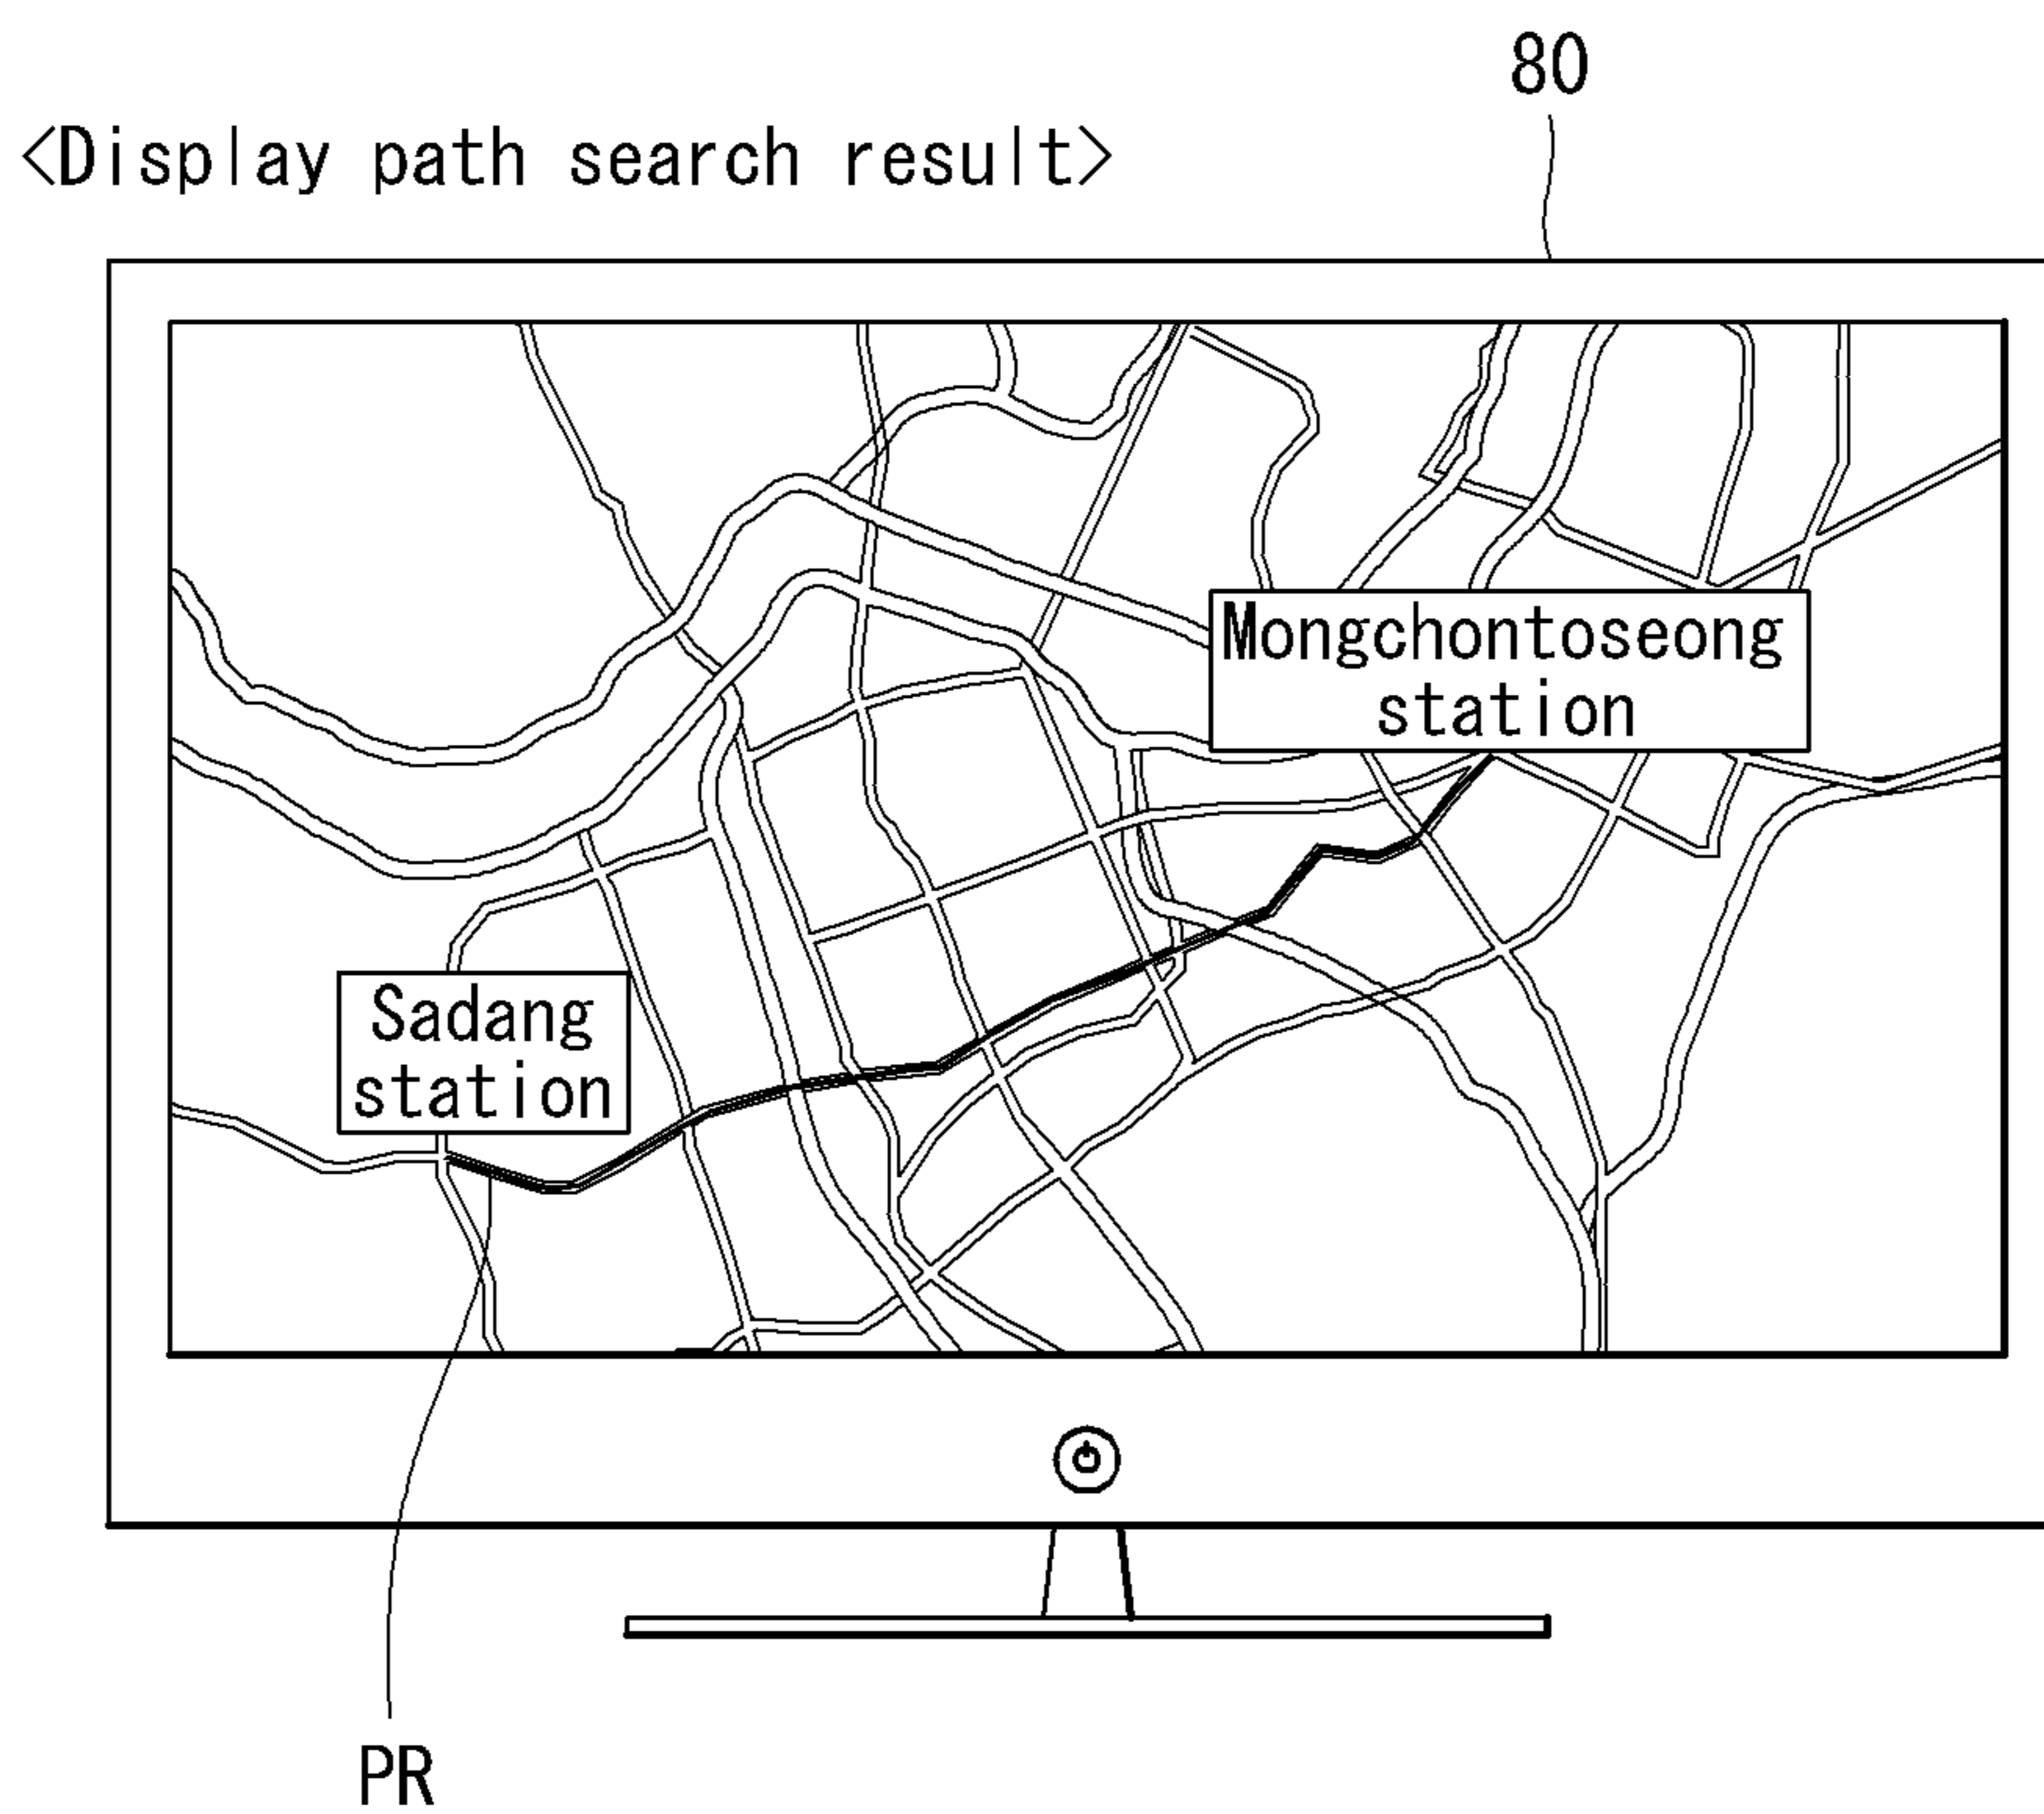 80
<Display path search result>
Mongchontoseong
station
Sadang
station
PR